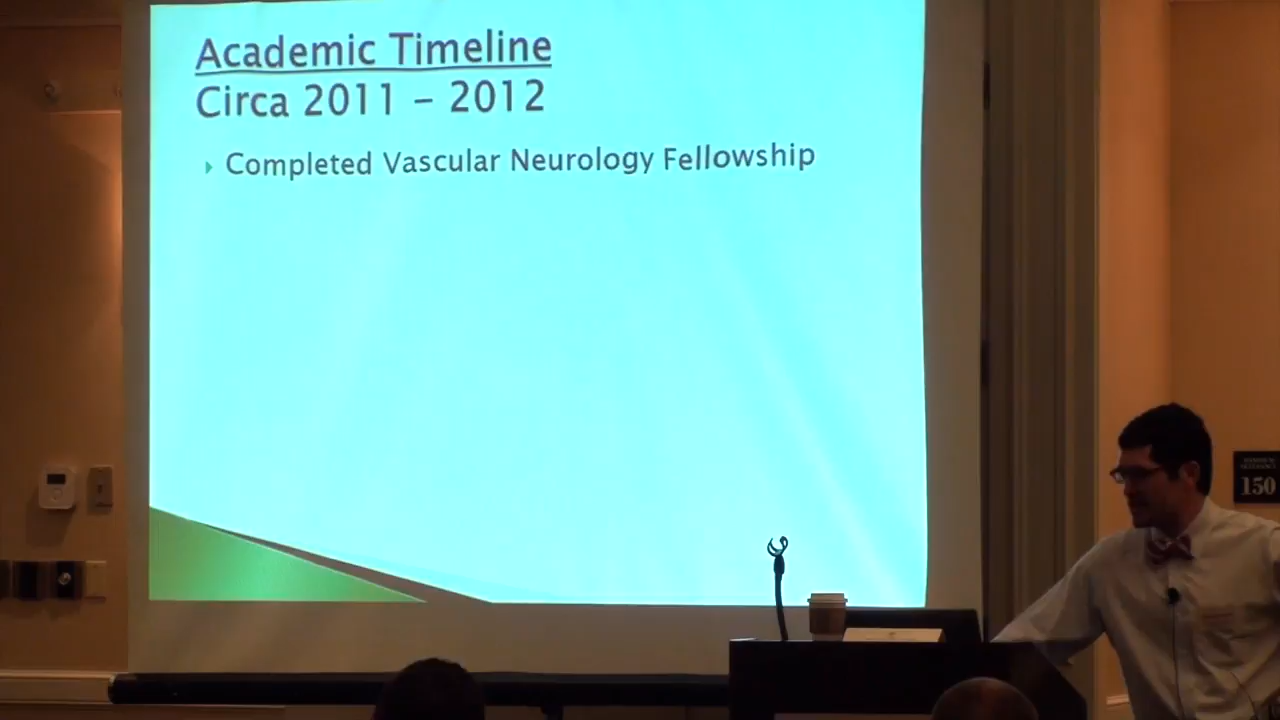 Academic Timeline
Circa 2011 – 2012
Completed Vascular Neurology Fellowship
150